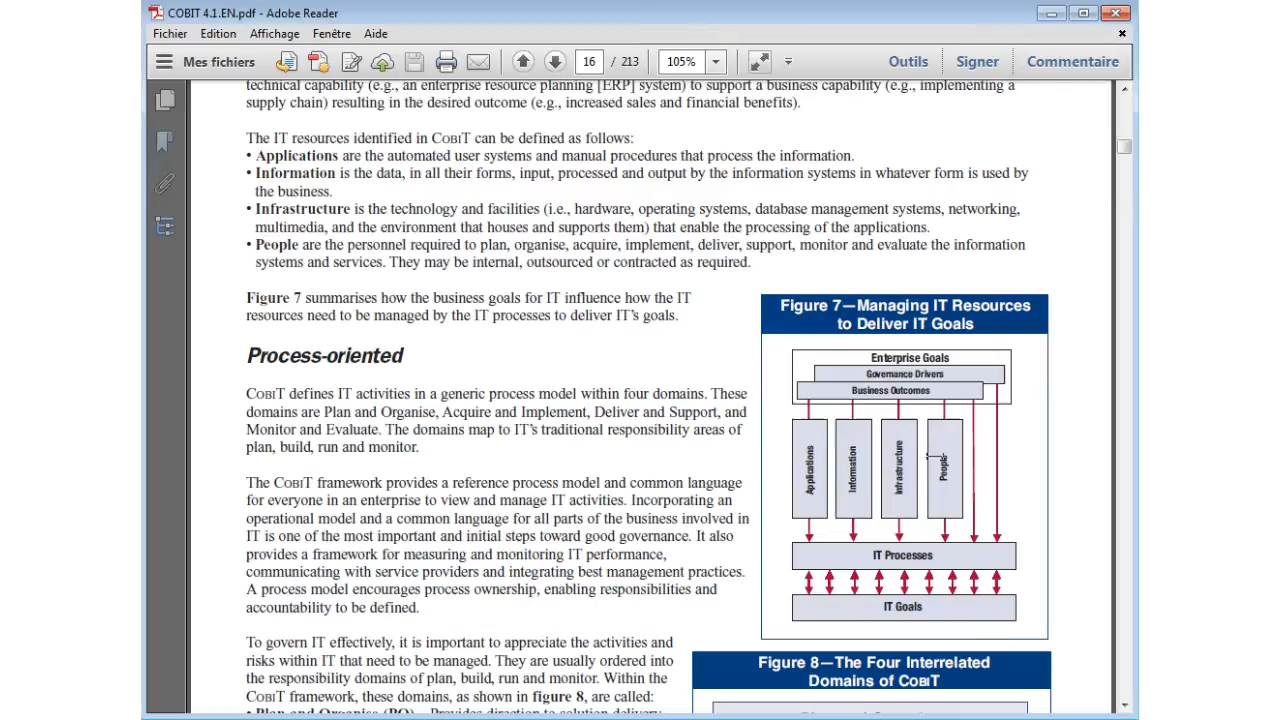 COBIT 4.1.EN.pdf - Adobe Reader
Fichier Edition Affichage Fenêtre Aide
Mes fichiers 16 / 213 105% Outils Signer Commentaire
technical capability (e.g., an enterprise resource planning [ERP] system) to support a business capability (e.g., implementing a
supply chain) resulting in the desired outcome (e.g., increased sales and financial benefits).
The IT resources identified in COBIT can be defined as follows:
• Applications are the automated user systems and manual procedures that process the information.
• Information is the data, in all their forms, input, processed and output by the information systems in whatever form is used by
the business.
• Infrastructure is the technology and facilities (i.e., hardware, operating systems, database management systems, networking,
multimedia, and the environment that houses and supports them) that enable the processing of the applications.
• People are the personnel required to plan, organise, acquire, implement, deliver, support, monitor and evaluate the information
systems and services. They may be internal, outsourced or contracted as required.
Figure 7 summarises how the business goals for IT influence how the IT
resources need to be managed by the IT processes to deliver IT's goals.
Process-oriented
COBIT defines IT activities in a generic process model within four domains. These
domains are Plan and Organise, Acquire and Implement, Deliver and Support, and
Monitor and Evaluate. The domains map to IT's traditional responsibility areas of
plan, build, run and monitor.
The COBIT framework provides a reference process model and common language
for everyone in an enterprise to view and manage IT activities. Incorporating an
operational model and a common language for all parts of the business involved in
IT is one of the most important and initial steps toward good governance. It also
provides a framework for measuring and monitoring IT performance,
communicating with service providers and integrating best management practices.
A process model encourages process ownership, enabling responsibilities and
accountability to be defined.
To govern IT effectively, it is important to appreciate the activities and
risks within IT that need to be managed. They are usually ordered into
the responsibility domains of plan, build, run and monitor. Within the
COBIT framework, these domains, as shown in figure 8, are called:
• Plan and Organise (PO)—Provides direction to solution delivery
Figure 7—Managing IT Resources
to Deliver IT Goals
Enterprise Goals
Governance Drivers
Business Outcomes
Applications
Information
Infrastructure
People
IT Processes
IT Goals
Figure 8—The Four Interrelated
Domains of COBIT